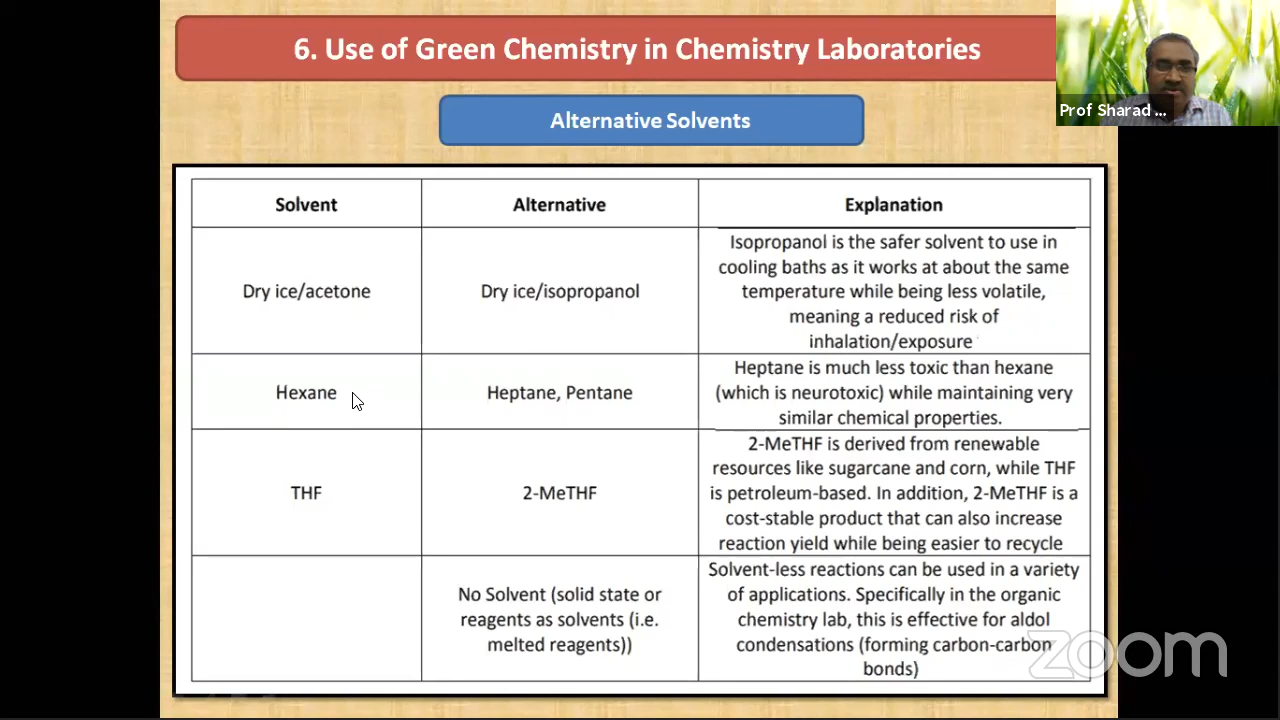 6. Use of Green Chemistry in Chemistry Laboratories
Prof Sharad ...
Alternative Solvents
Solvent
Alternative
Explanation
Dry ice/acetone
Dry ice/isopropanol
Isopropanol is the safer solvent to use in
cooling baths as it works at about the same
temperature while being less volatile,
meaning a reduced risk of
inhalation/exposure
Hexane
Heptane, Pentane
Heptane is much less toxic than hexane
(which is neurotoxic) while maintaining very
similar chemical properties.
THF
2-MeTHF
2-MeTHF is derived from renewable
resources like sugarcane and corn, while THF
is petroleum-based. In addition, 2-MeTHF is a
cost-stable product that can also increase
reaction yield while being easier to recycle
No Solvent (solid state or
reagents as solvents (i.e.
melted reagents))
Solvent-less reactions can be used in a variety
of applications. Specifically in the organic
chemistry lab, this is effective for aldol
condensations (forming carbon-carbon
bonds)
zoom